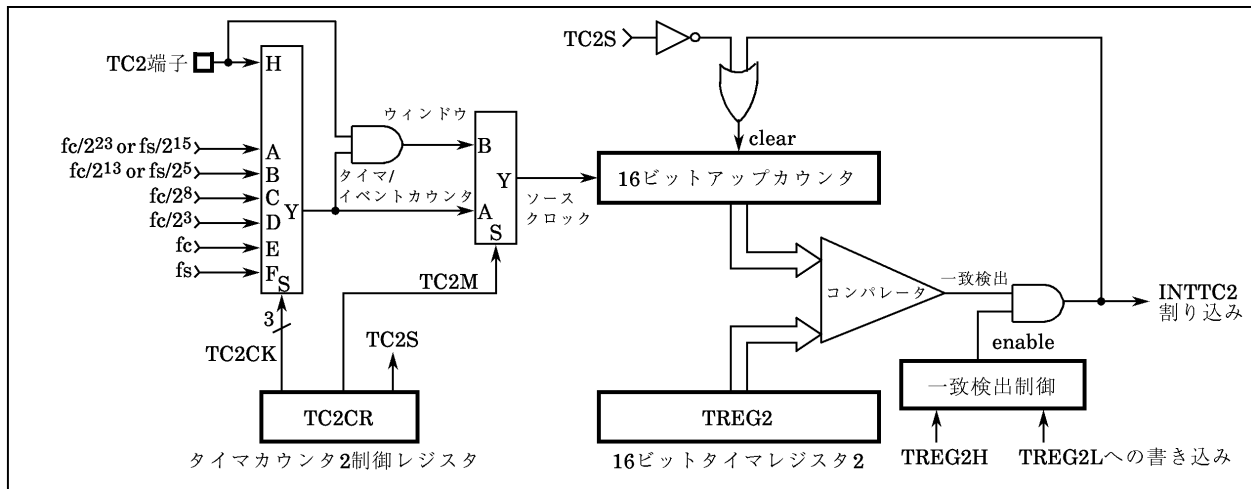 TC2S
TC2端子
H
ウィンドウ
clear
fc/2²³ or fs/2¹⁵
A
B
fc/2¹³ or fs/2⁵
B
タイマ/
イベントカウンタ
Y
16ビットアップカウンタ
fc/2⁸
C
Y
ソース
クロック
fc/2³
D
A
S
fc
E
fs
F
S
TC2M
コンパレータ
一致検出
INTTC2
割り込み
3
TC2CK
TC2S
enable
TC2CR
TREG2
一致検出制御
タイマカウンタ2制御レジスタ
16ビットタイマレジスタ2
TREG2H
TREG2Lへの書き込み